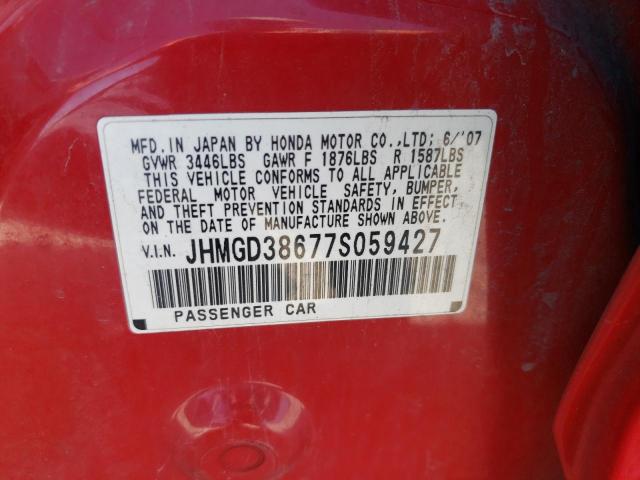 MFD.IN JAPAN BY HONDA MOTOR CO.,LTD; 6/'07
GVWR 3446LBS GAWR F 1876LBS R 1587LBS
THIS VEHICLE CONFORMS TO ALL APPLICABLE
FEDERAL MOTOR VEHICLE SAFETY, BUMPER,
AND THEFT PREVENTION STANDARDS IN EFFECT
ON THE DATE OF MANUFACTURE SHOWN ABOVE.
V.I.N. JHMGD38677S059427
PASSENGER CAR